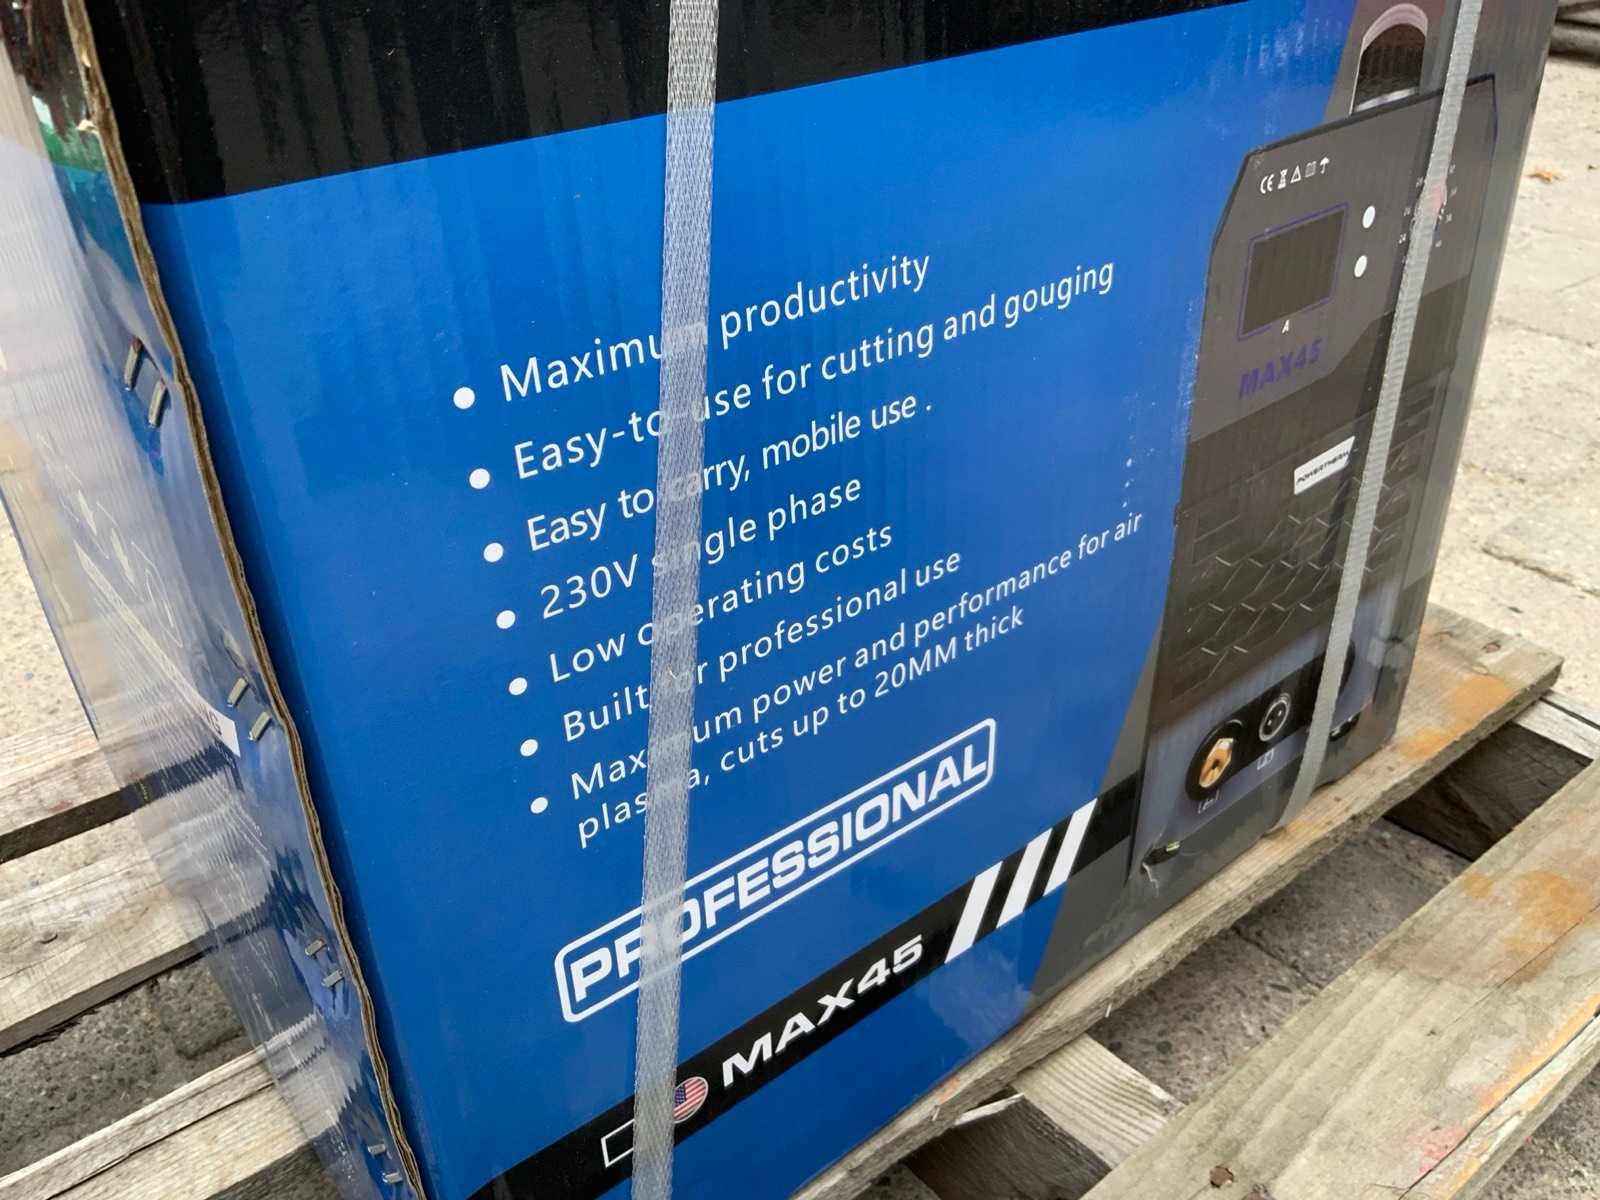 CE
A
MAX45
POWERTHERM
• Maximum productivity
• Easy-to-use for cutting and gouging
• Easy to carry, mobile use .
• 230V single phase
• Low operating costs
• Built for professional use
• Maximum power and performance for air
plasma, cuts up to 20MM thick
PROFESSIONAL
MAX45